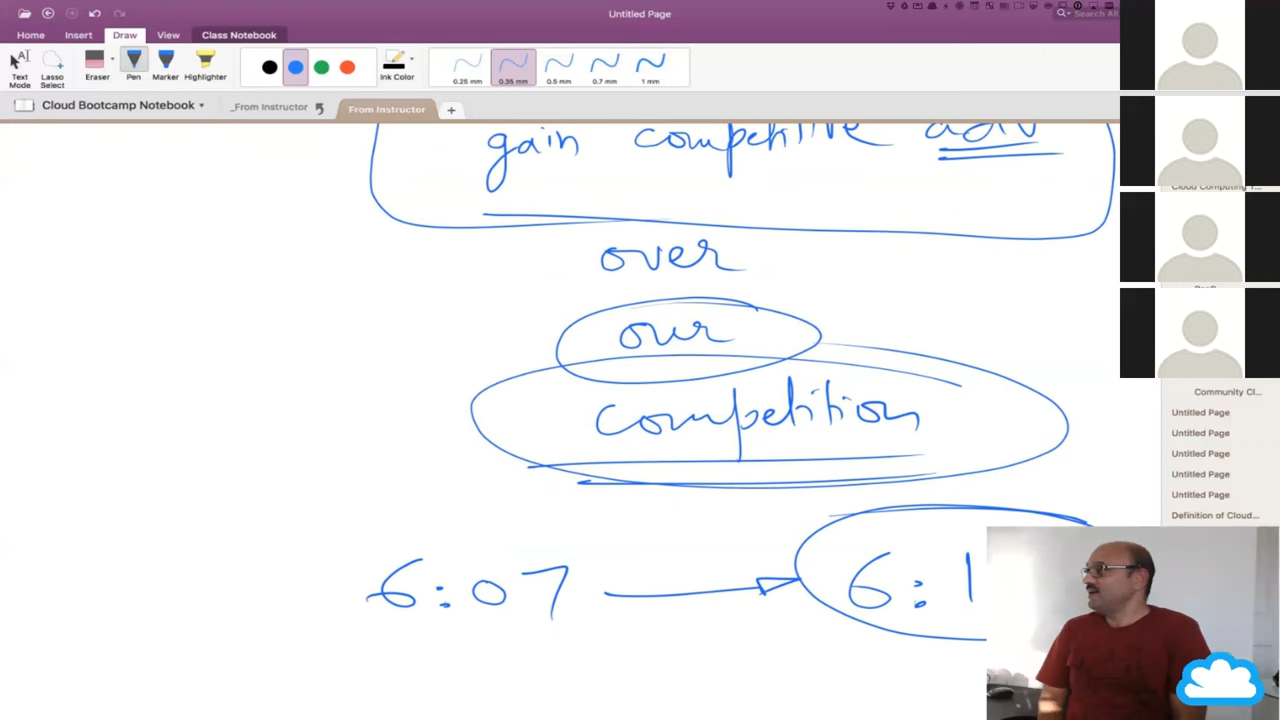 Untitled Page
Search All
Home Insert Draw View Class Notebook
Text Mode
Lasso Select
Eraser
Pen
Marker
Highlighter
Ink Color
0.25 mm
0.35 mm
0.5 mm
0.7 mm
1 mm
Cloud Bootcamp Notebook
_From Instructor
From Instructor
gain competitive adv
over
our
competition
6:07 6:1
Community Cl...
Untitled Page
Untitled Page
Untitled Page
Untitled Page
Untitled Page
Definition of Cloud...